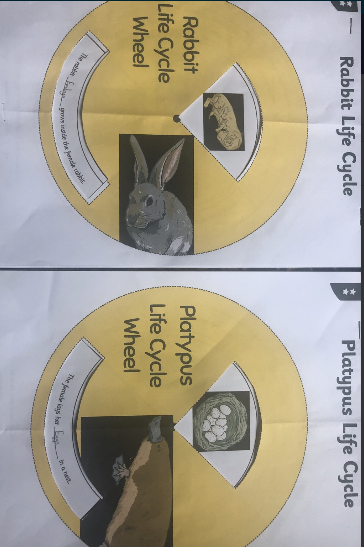 Rabbit Life Cycle
Rabbit
Life Cycle
Wheel
The rabbit embryo grows inside the female rabbit.
Platypus Life Cycle
Platypus
Life Cycle
Wheel
The female lays her Eggs in a nest.